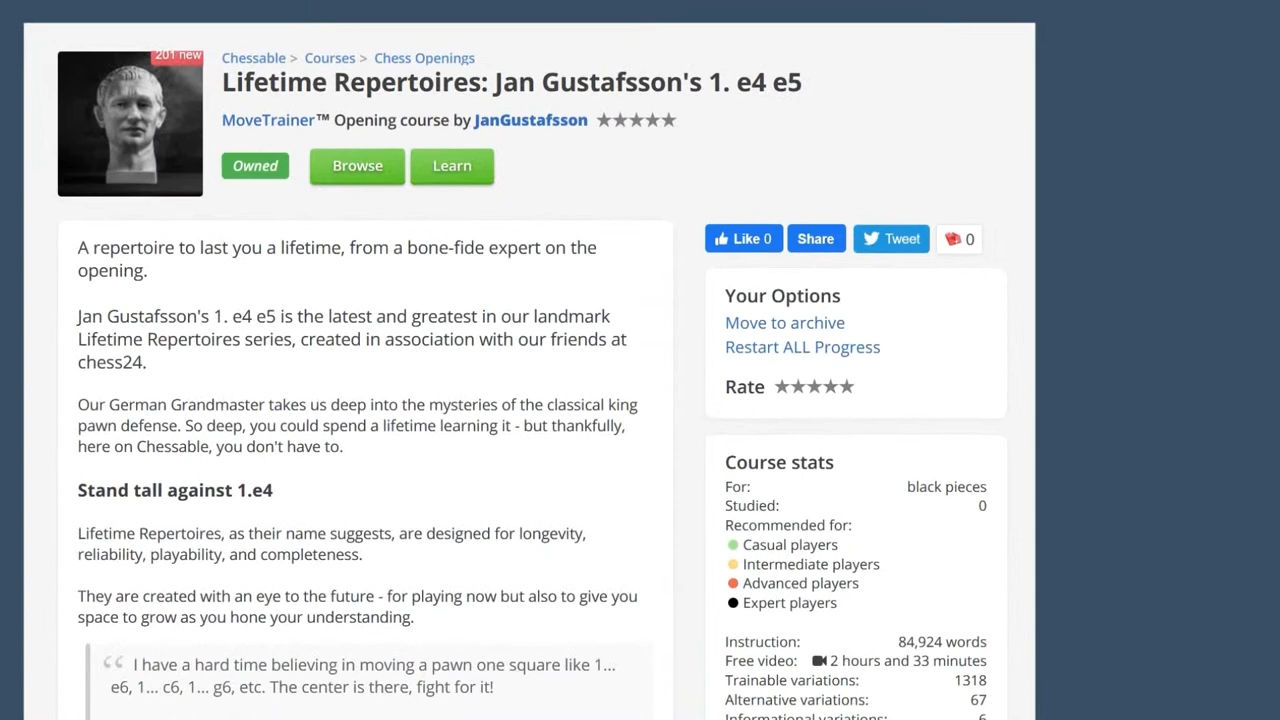 201 new
Chessable > Courses > Chess Openings
Lifetime Repertoires: Jan Gustafsson's 1. e4 e5
MoveTrainer™ Opening course by JanGustafsson ★★★★★
Owned
Browse
Learn
A repertoire to last you a lifetime, from a bone-fide expert on the
opening.
Jan Gustafsson's 1. e4 e5 is the latest and greatest in our landmark
Lifetime Repertoires series, created in association with our friends at
chess24.
Our German Grandmaster takes us deep into the mysteries of the classical king
pawn defense. So deep, you could spend a lifetime learning it - but thankfully,
here on Chessable, you don't have to.
Stand tall against 1.e4
Lifetime Repertoires, as their name suggests, are designed for longevity,
reliability, playability, and completeness.
They are created with an eye to the future - for playing now but also to give you
space to grow as you hone your understanding.
“ I have a hard time believing in moving a pawn one square like 1...
e6, 1... c6, 1... g6, etc. The center is there, fight for it!
Like 0
Share
Tweet
0
Your Options
Move to archive
Restart ALL Progress
Rate ★★★★★
Course stats
For: black pieces
Studied: 0
Recommended for:
Casual players
Intermediate players
Advanced players
Expert players
Instruction: 84,924 words
Free video: 2 hours and 33 minutes
Trainable variations: 1318
Alternative variations: 67
Informational variations: 6